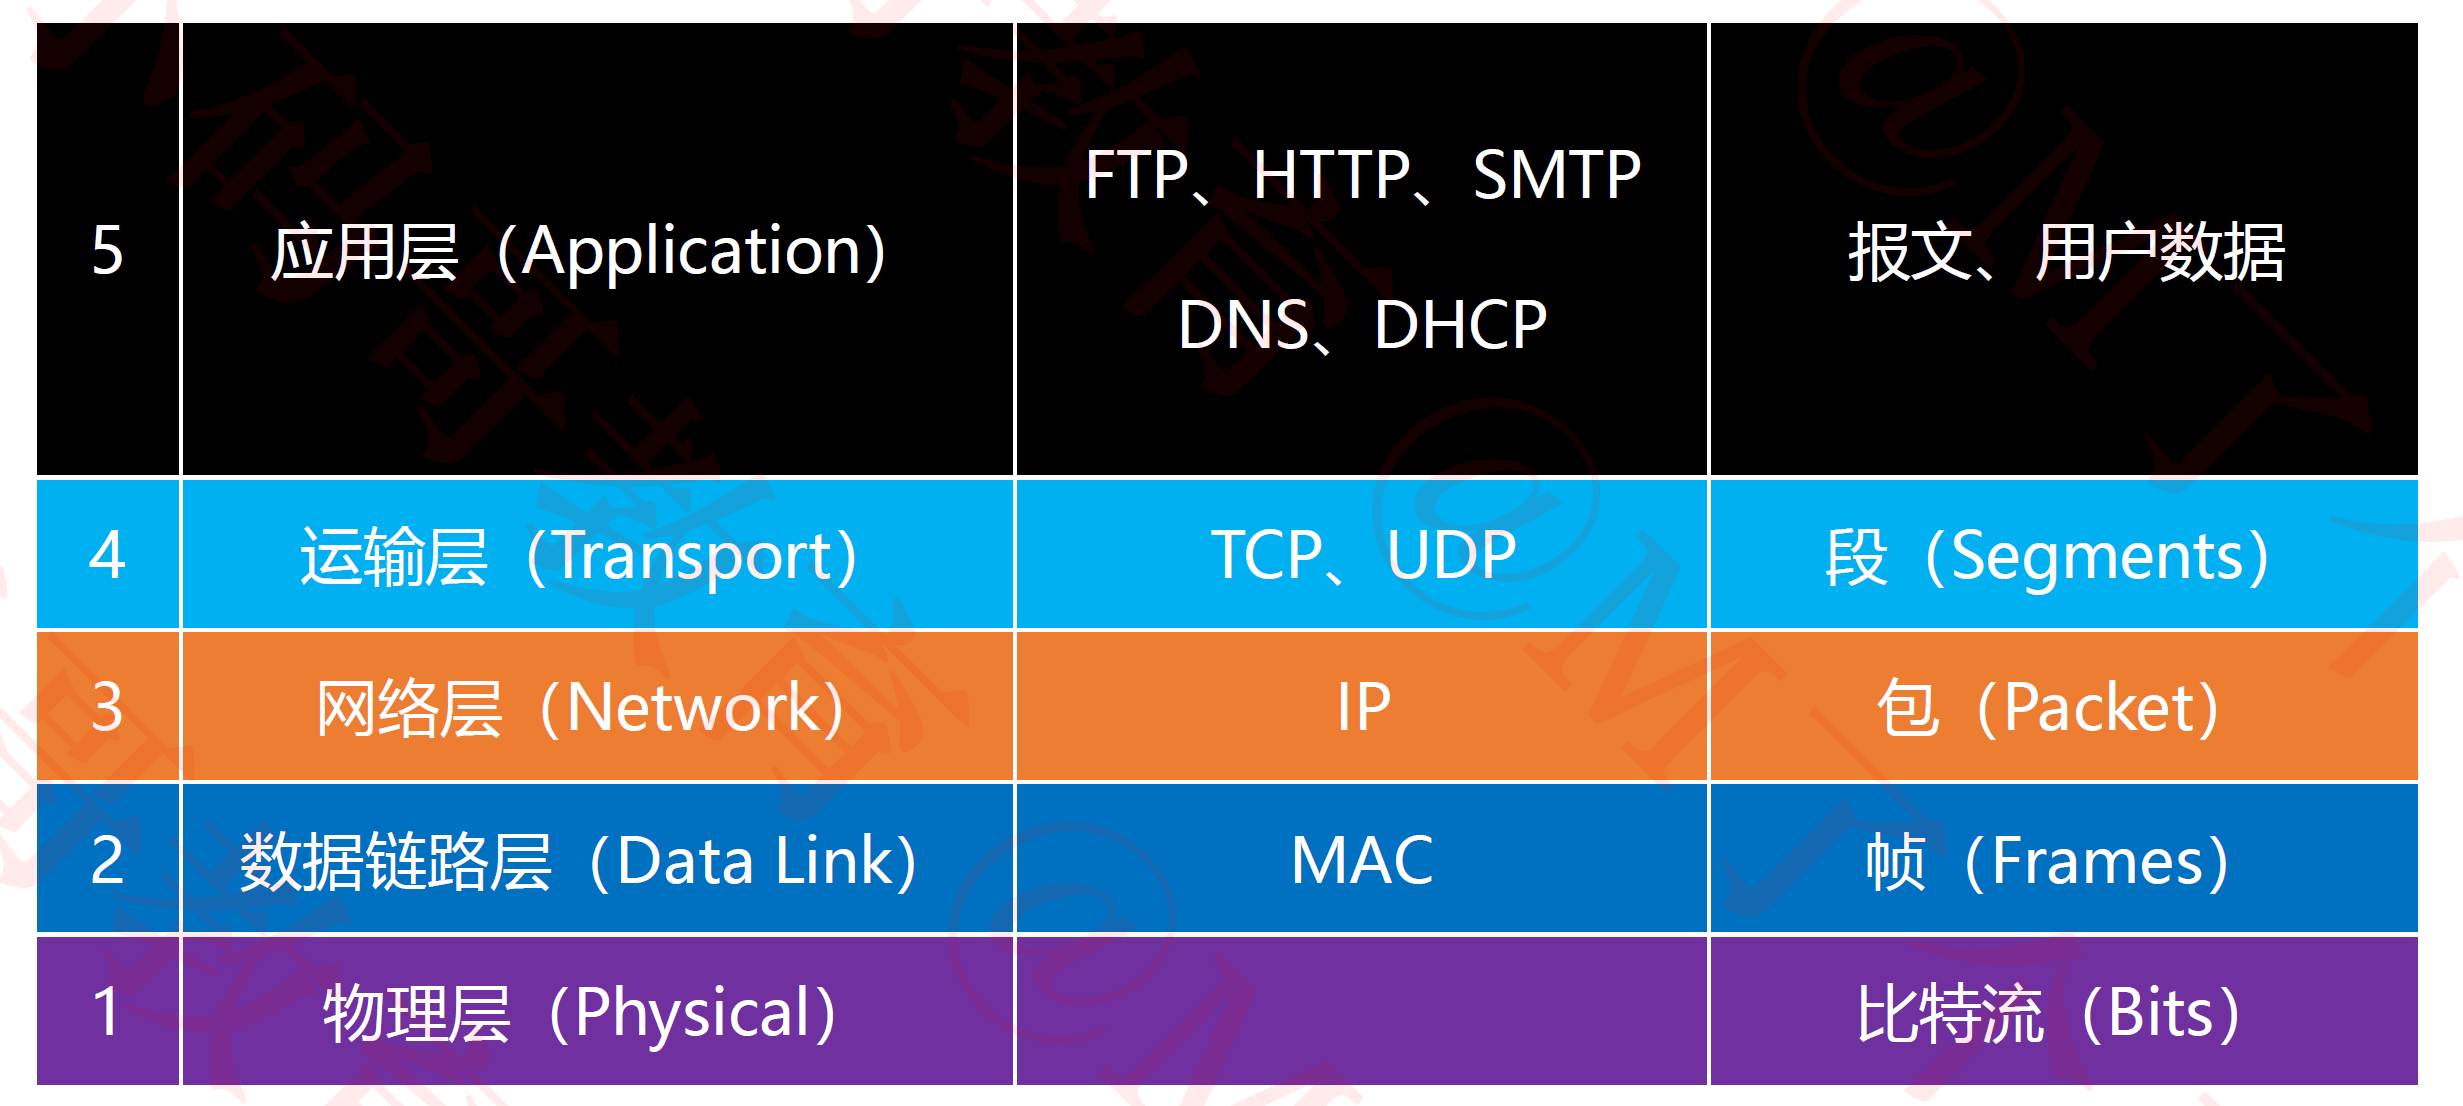 5
应用层（Application）
FTP、HTTP、SMTP
DNS、DHCP
报文、用户数据
4
运输层（Transport）
TCP、UDP
段（Segments）
3
网络层（Network）
IP
包（Packet）
2
数据链路层（Data Link）
MAC
帧（Frames）
1
物理层（Physical）
比特流（Bits）